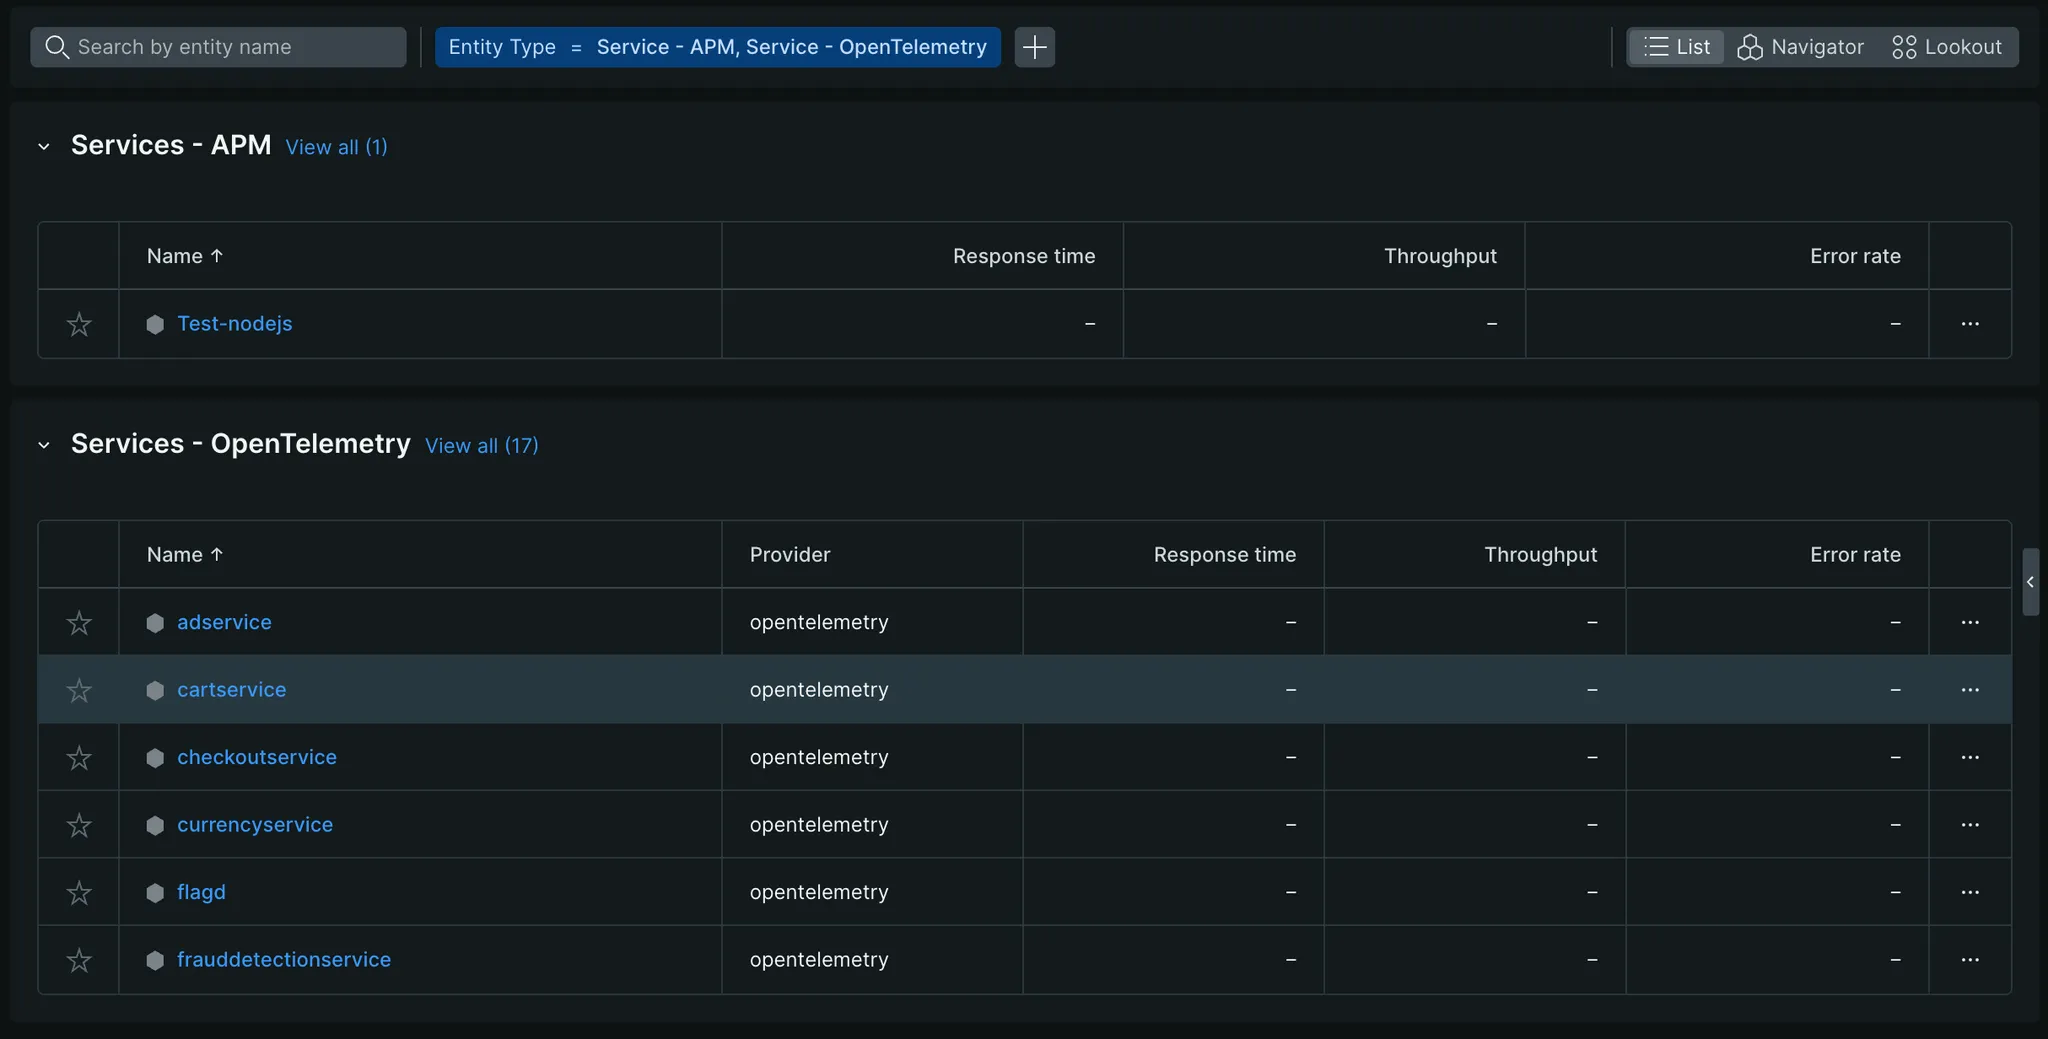 Search by entity name
Entity Type = Service - APM, Service - OpenTelemetry
List Navigator Lookout
Services - APM View all (1)
Name ↑ Response time Throughput Error rate
Test-nodejs – – – ...
Services - OpenTelemetry View all (17)
Name ↑ Provider Response time Throughput Error rate
adservice opentelemetry – – – ...
cartservice opentelemetry – – – ...
checkoutservice opentelemetry – – – ...
currencyservice opentelemetry – – – ...
flagd opentelemetry – – – ...
frauddetectionservice opentelemetry – – – ...